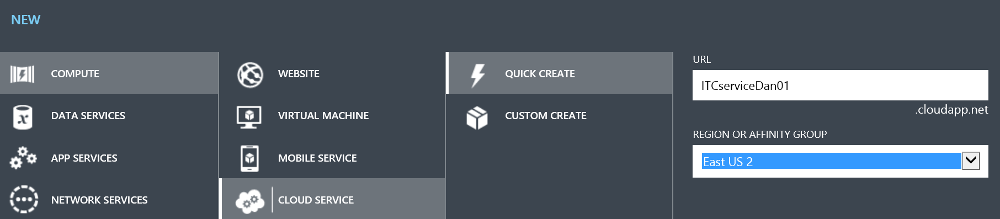 NEW
COMPUTE
DATA SERVICES
APP SERVICES
NETWORK SERVICES
WEBSITE
VIRTUAL MACHINE
MOBILE SERVICE
CLOUD SERVICE
QUICK CREATE
CUSTOM CREATE
URL
ITCserviceDan01
.cloudapp.net
REGION OR AFFINITY GROUP
East US 2